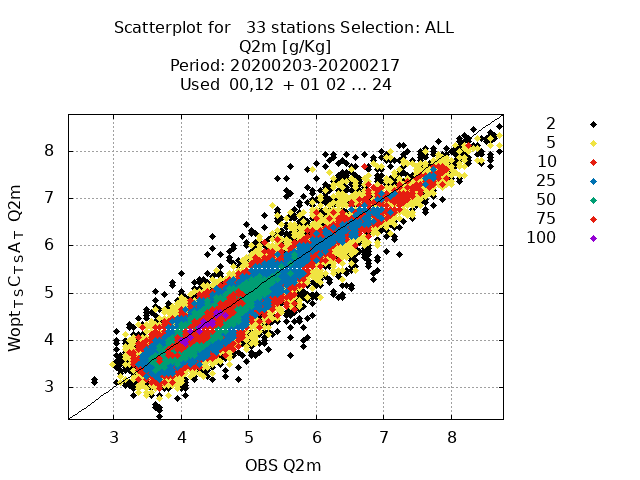 Scatterplot for 33 stations Selection: ALL
Q2m [g/Kg]
Period: 20200203-20200217
Used 00,12 + 01 02 ... 24
2
5
10
25
50
75
100
8
7
6
5
4
3
Wopt T S C T S A T Q2m
3 4 5 6 7 8
OBS Q2m